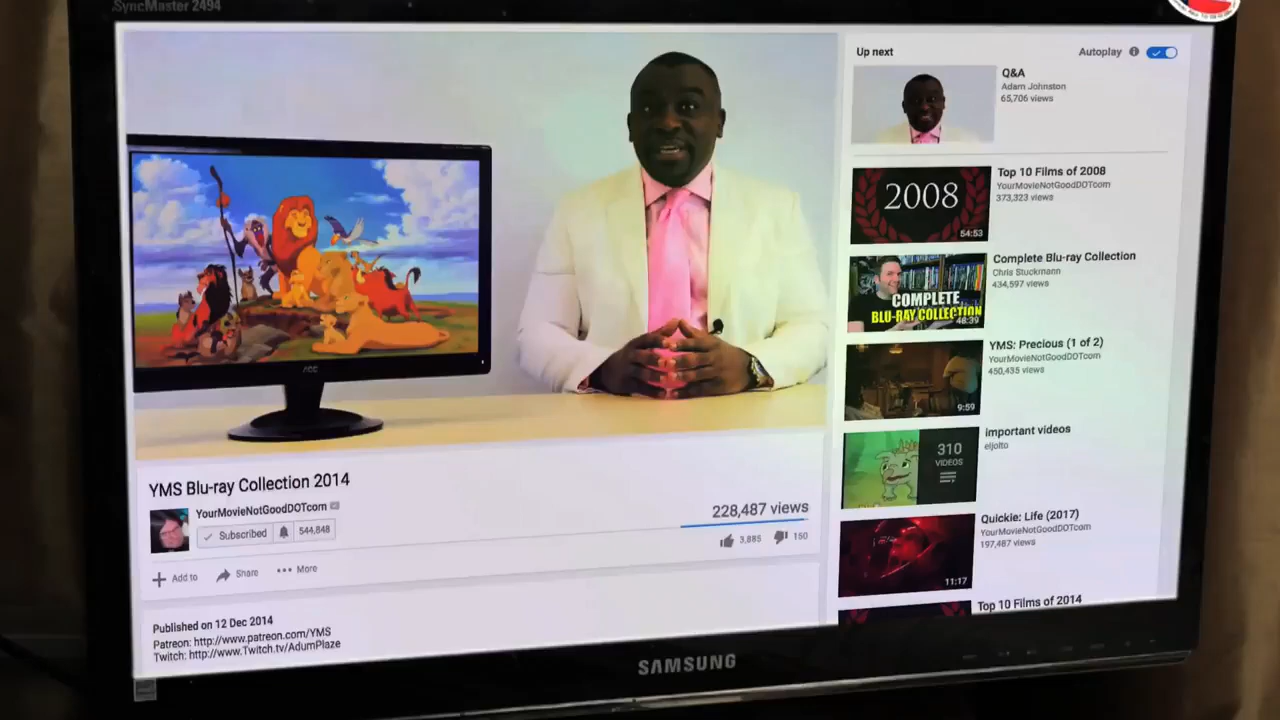 SyncMaster 2494
Up next
Autoplay
Q&A
Adam Johnston
65,706 views
2008
54:53
Top 10 Films of 2008
YourMovieNotGoodDOTcom
373,323 views
COMPLETE
BLU-RAY COLLECTION
48:39
Complete Blu-ray Collection
Chris Stuckmann
434,597 views
9:59
YMS: Precious (1 of 2)
YourMovieNotGoodDOTcom
450,435 views
310
VIDEOS
important videos
eljolto
11:17
Quickie: Life (2017)
YourMovieNotGoodDOTcom
197,487 views
Top 10 Films of 2014
AOC
YMS Blu-ray Collection 2014
YourMovieNotGoodDOTcom
Subscribed
544,848
228,487 views
3,885
150
Add to
Share
More
Published on 12 Dec 2014
Patreon: http://www.patreon.com/YMS
Twitch: http://www.Twitch.tv/AdumPlaze
SAMSUNG